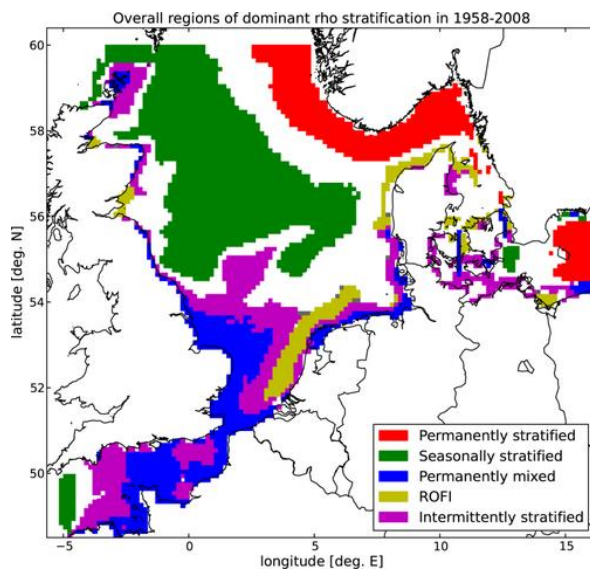 Overall regions of dominant rho stratification in 1958-2008
60
58
56
54
52
50
latitude [deg. N]
Permanently stratified
Seasonally stratified
Permanently mixed
ROFI
Intermittently stratified
−5 0 5 10 15
longitude [deg. E]